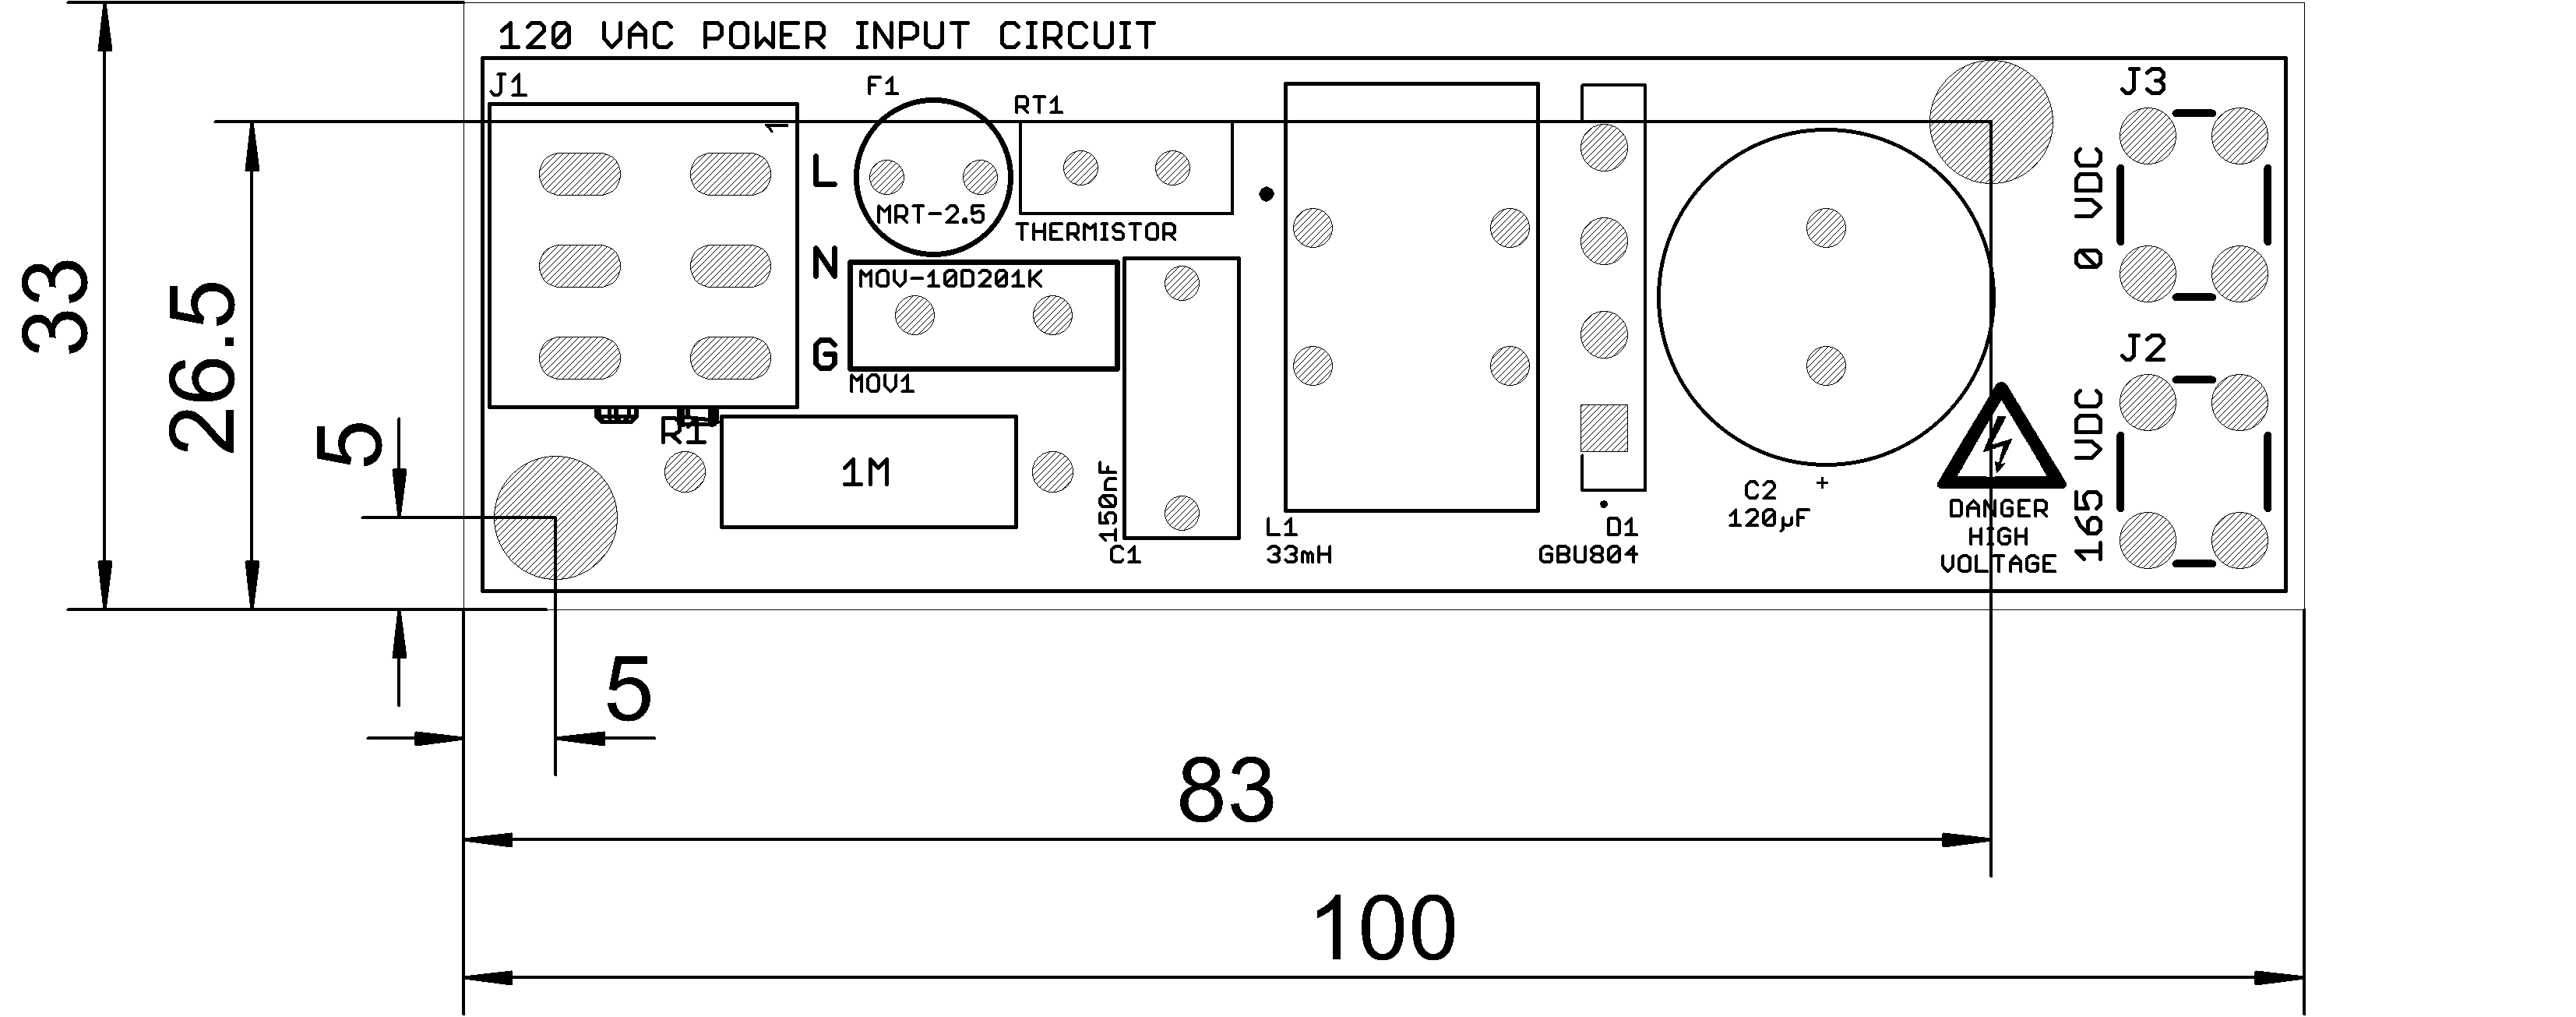 120 VAC POWER INPUT CIRCUIT
J1
1
F1
RT1
J3
L
MRT-2.5
THERMISTOR
0 VDC
N
MOV-10D201K
33
26.5
G
MOV1
J2
5
R1
1M
150nF
C1
L1
33mH
D1
GBU804
+
C2
120µF
DANGER
HIGH
VOLTAGE
165 VDC
5
83
100